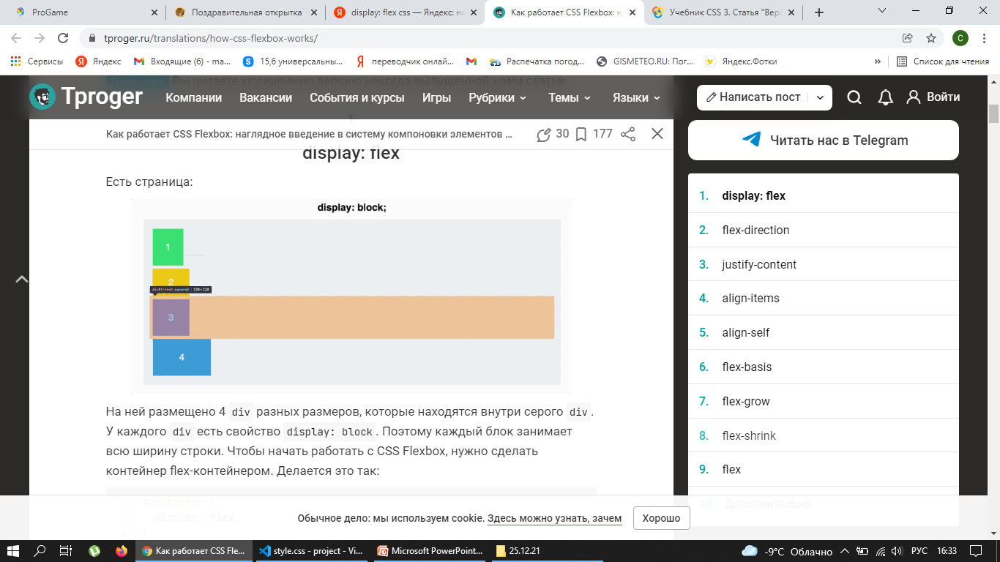 ProGame
Поздравительная открытка
display: flex css — Яндекс: на
Как работает CSS Flexbox: н
Учебник CSS 3. Статья "Верс
tproger.ru/translations/how-css-flexbox-works/
С
Сервисы
Яндекс
Входящие (6) - ma...
15,6 универсальны...
переводчик онлай...
Распечатка погод...
GISMETEO.RU: Пог...
Яндекс.Фотки
»
Список для чтения
Вы читаете улучшенную версию некогда выпущенной нами статьи.
Tproger
Компании
Вакансии
События и курсы
Игры
Рубрики
Темы
Языки
Написать пост
Войти
1
Как работает CSS Flexbox: наглядное введение в систему компоновки элементов ...
30
177
display: flex
Есть страница:
display: block;
1
2
3
4
На ней размещено 4 div разных размеров, которые находятся внутри серого div.
У каждого div есть свойство display: block. Поэтому каждый блок занимает
всю ширину строки. Чтобы начать работать с CSS Flexbox, нужно сделать
контейнер flex-контейнером. Делается это так:
#container {
display: flex;
Читать нас в Telegram
1. display: flex
2. flex-direction
3. justify-content
4. align-items
5. align-self
6. flex-basis
7. flex-grow
8. flex-shrink
9. flex
10. Дополнительно
Обычное дело: мы используем cookie. Здесь можно узнать, зачем
Хорошо
Как работает CSS Fle...
style.css - project - Vi...
Microsoft PowerPoint...
25.12.21
-9°C Облачно
РУС
16:33